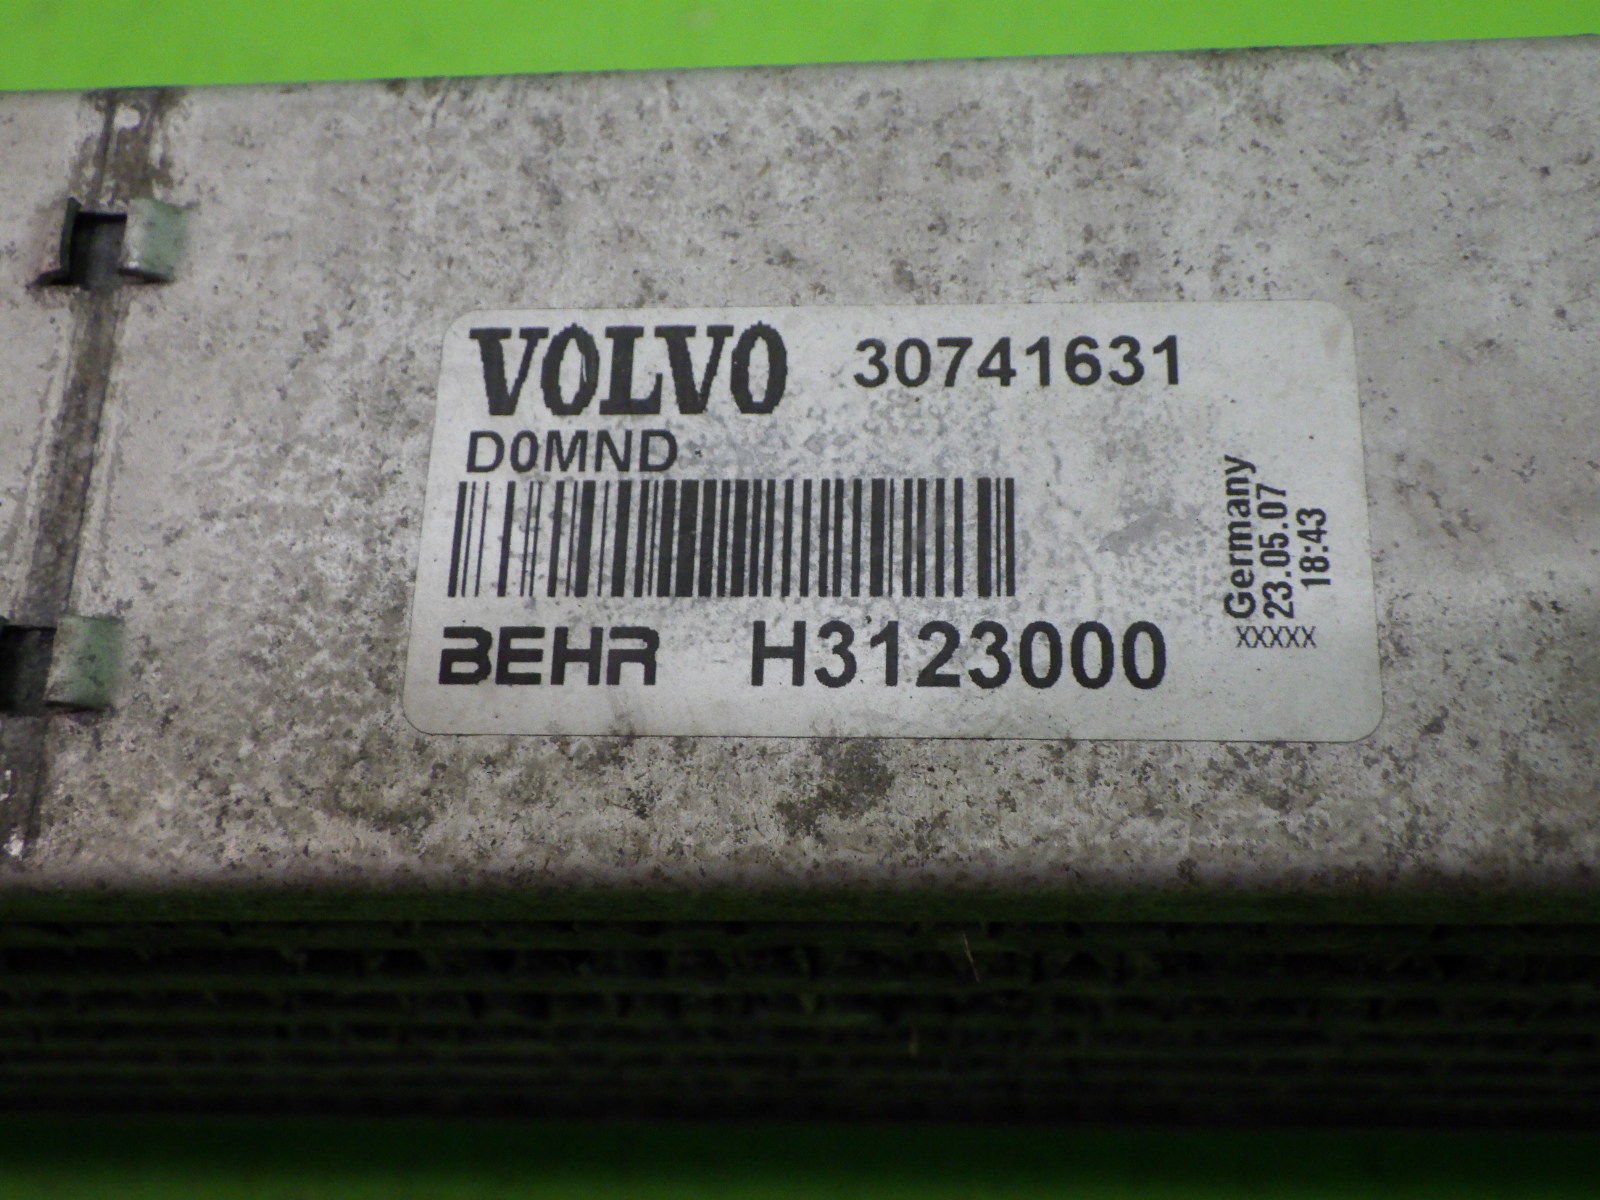 VOLVO 30741631
D0MND
BEHR H3123000
Germany
23.05.07
18:43
XXXXX